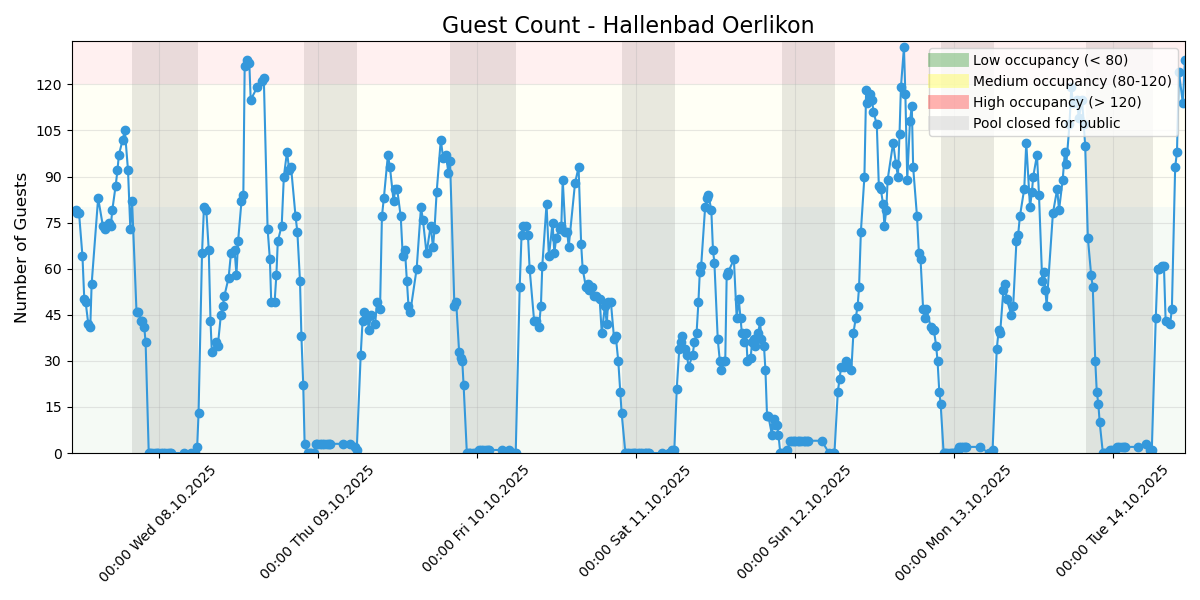 Guest Count - Hallenbad Oerlikon
Number of Guests
120
105
90
75
60
45
30
15
0
Low occupancy (< 80)
Medium occupancy (80-120)
High occupancy (> 120)
Pool closed for public
00:00 Wed 08.10.2025
00:00 Thu 09.10.2025
00:00 Fri 10.10.2025
00:00 Sat 11.10.2025
00:00 Sun 12.10.2025
00:00 Mon 13.10.2025
00:00 Tue 14.10.2025